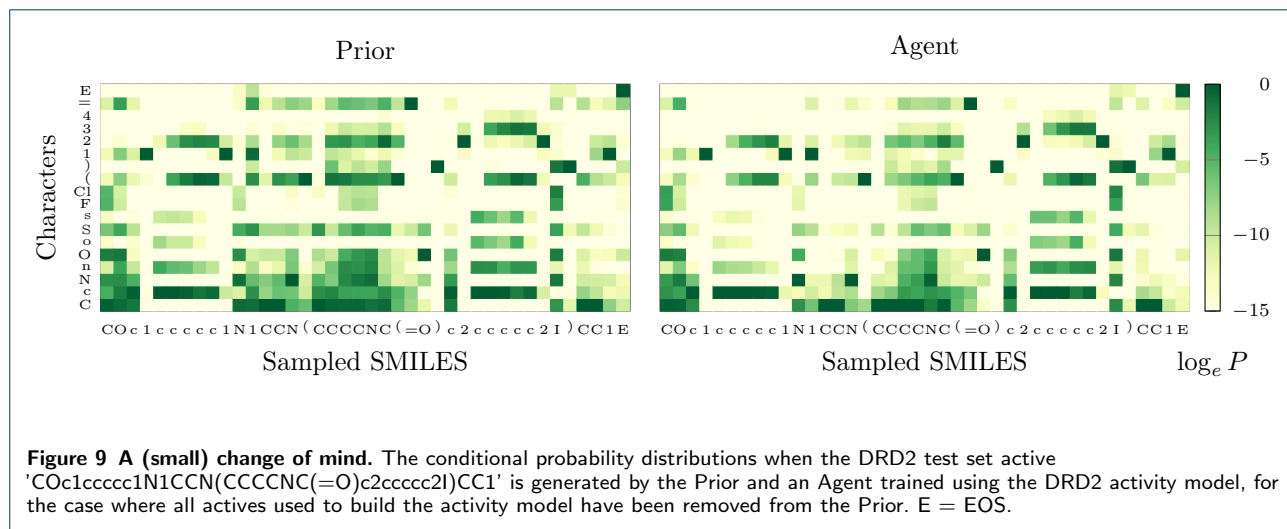 Prior
Agent
E
=
4
3
2
1
)
(
Cl
F
s
S
o
O
n
N
c
C
Characters
COc1ccccc1N1CCN(CCCCNC(=O)c2ccccc2I)CC1E
COc1ccccc1N1CCN(CCCCNC(=O)c2ccccc2I)CC1E
Sampled SMILES
Sampled SMILES
0
−5
−10
−15
logₑ P
Figure 9 A (small) change of mind. The conditional probability distributions when the DRD2 test set active
'COc1ccccc1N1CCN(CCCCNC(=O)c2ccccc2I)CC1' is generated by the Prior and an Agent trained using the DRD2 activity model, for
the case where all actives used to build the activity model have been removed from the Prior. E = EOS.